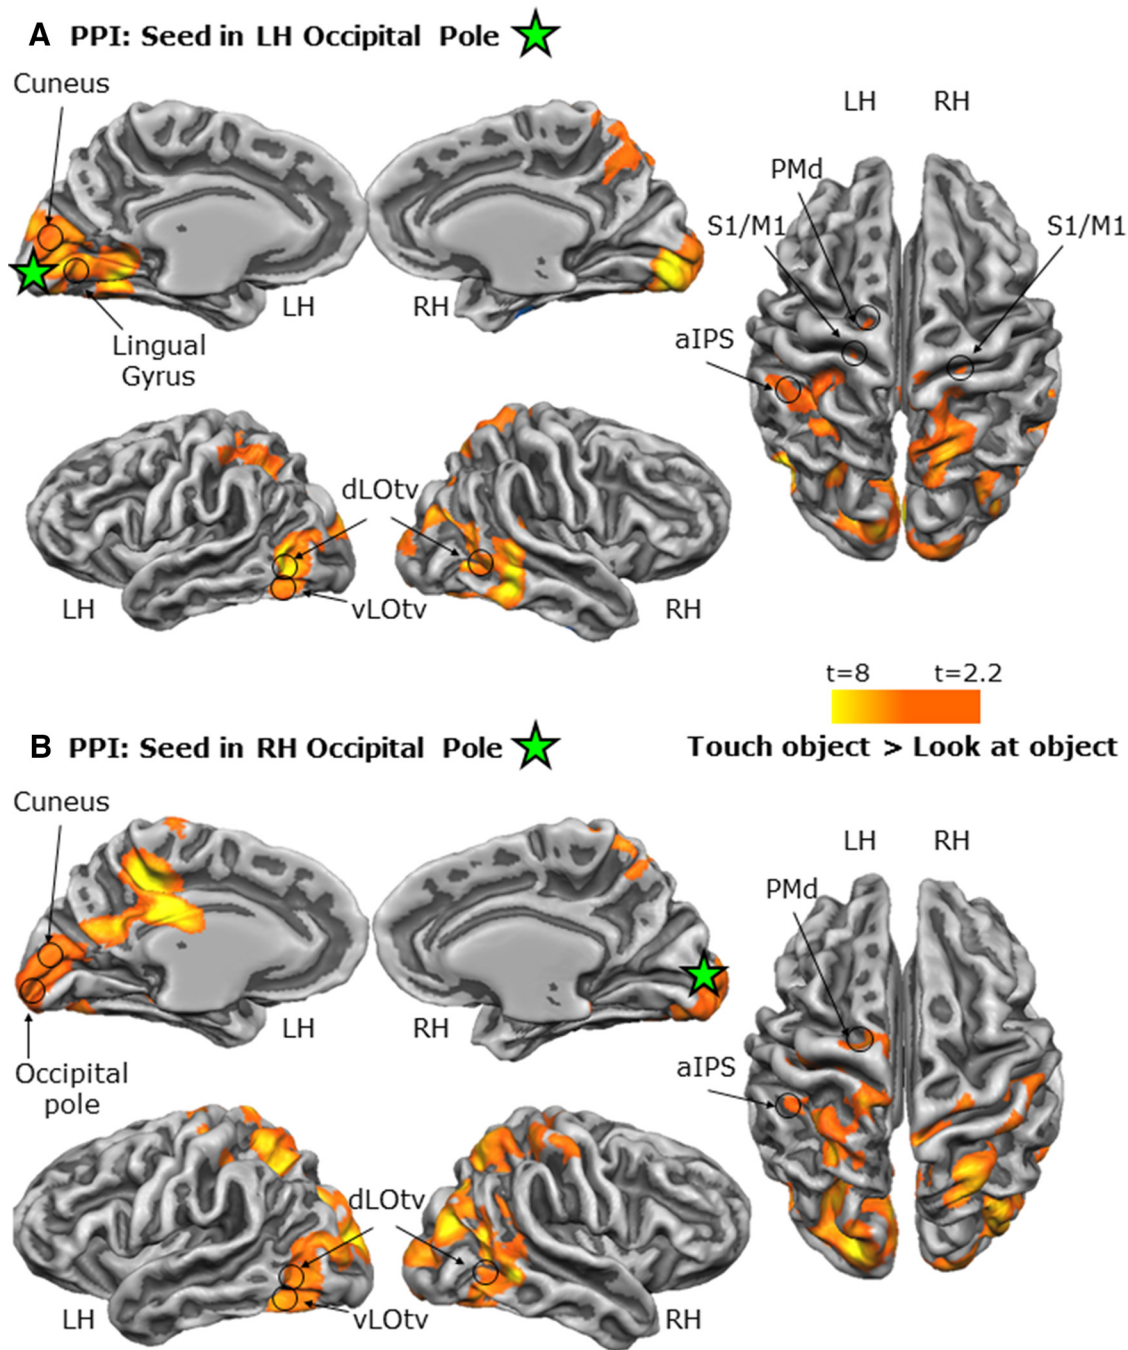 A PPI: Seed in LH Occipital Pole
Cuneus
LH RH
PMd
S1/M1 S1/M1
LH RH
aIPS
Lingual
Gyrus
dLOtv
LH vLOtv RH
t=8 t=2.2
B PPI: Seed in RH Occipital Pole
Touch object > Look at object
Cuneus
LH RH
PMd
LH RH
aIPS
Occipital
pole
dLOtv
LH vLOtv RH